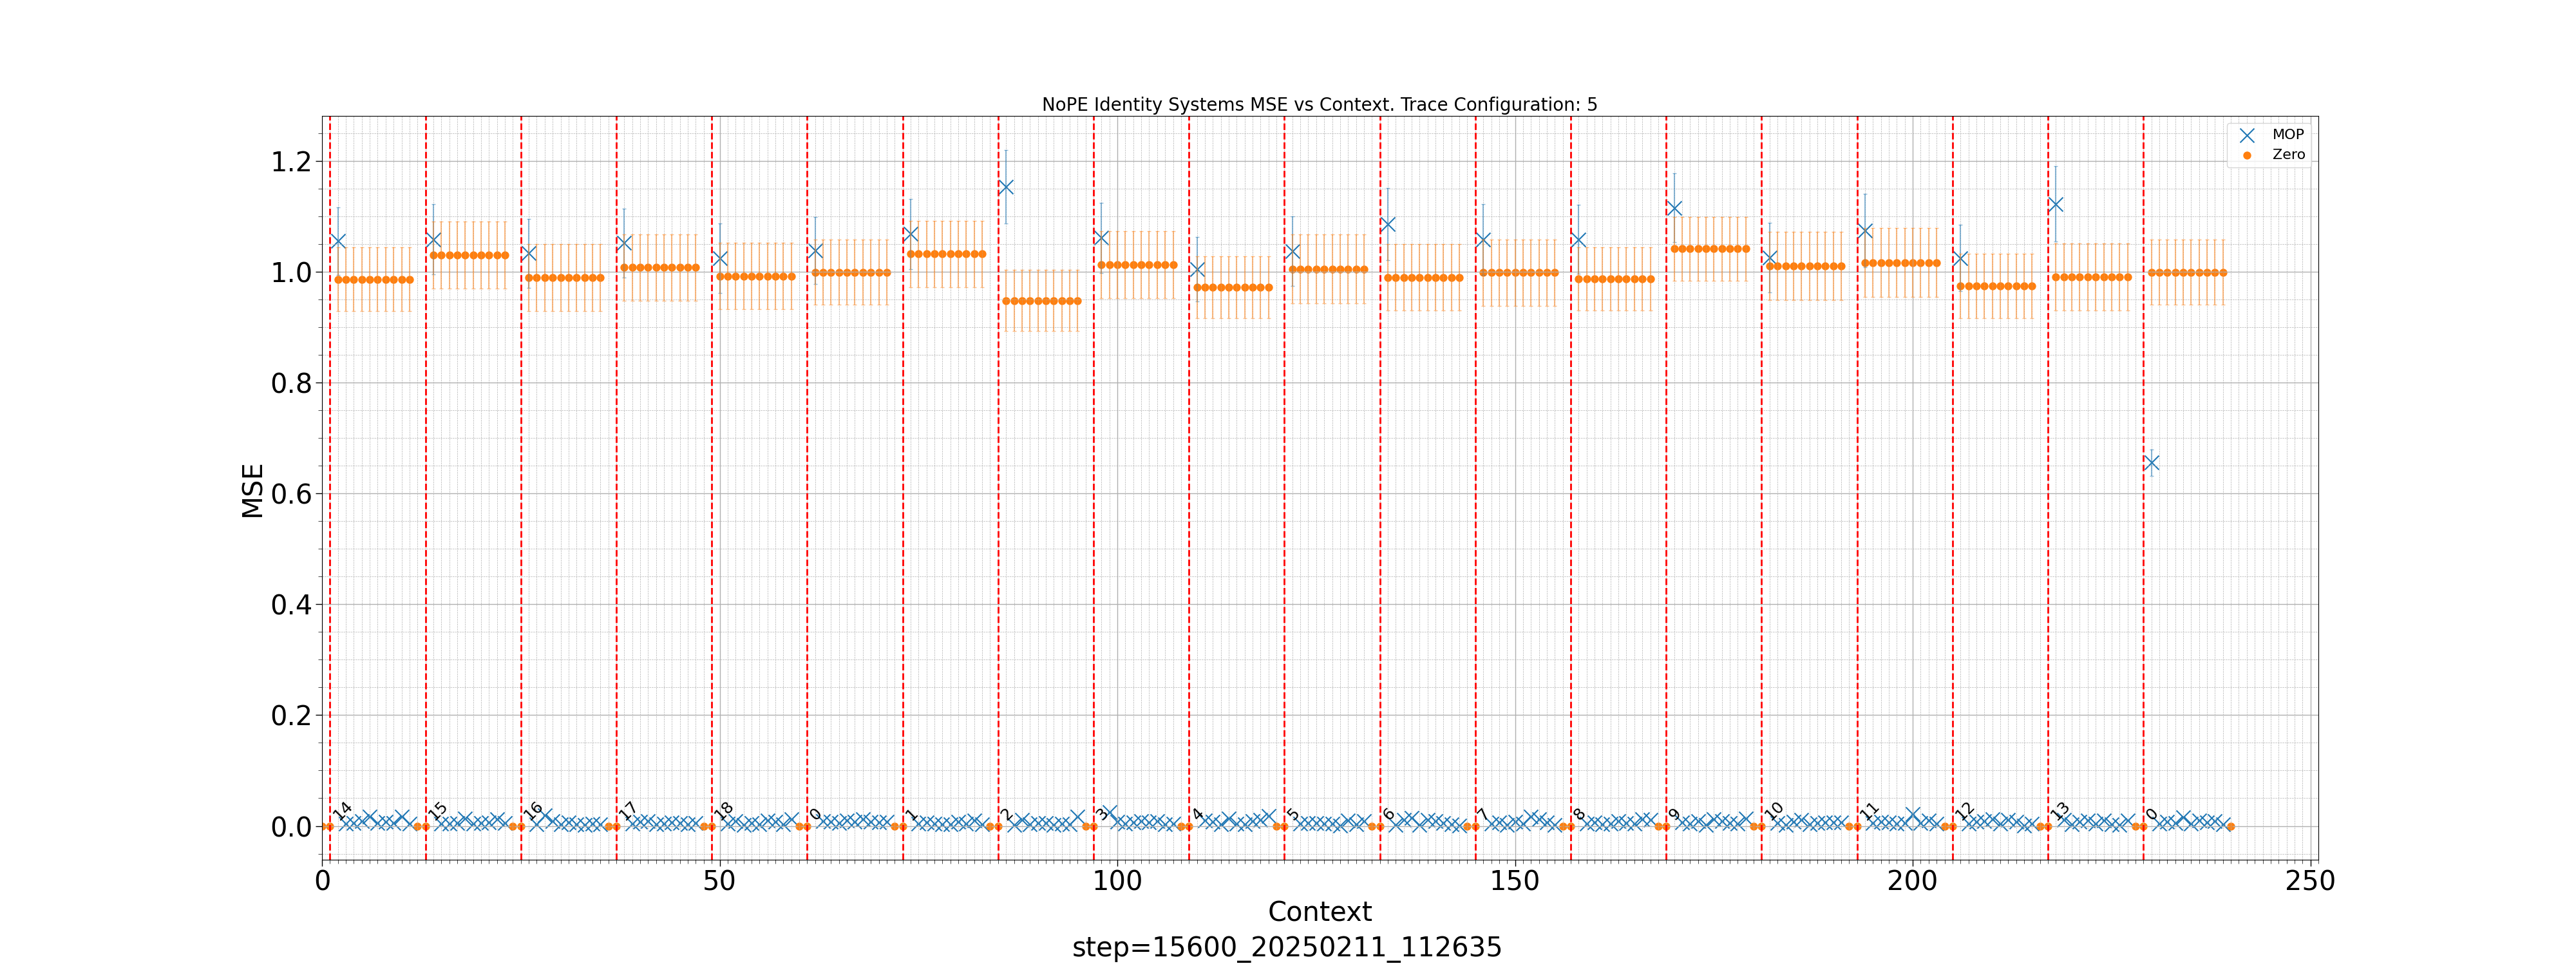 NoPE Identity Systems MSE vs Context. Trace Configuration: 5
MOP
Zero
MSE
1.2
1.0
0.8
0.6
0.4
0.2
0.0
14 15 16 17 18 0 1 2 3 4 5 6 7 8 9 10 11 12 13 0
0 50 100 150 200 250
Context
step=15600_20250211_112635